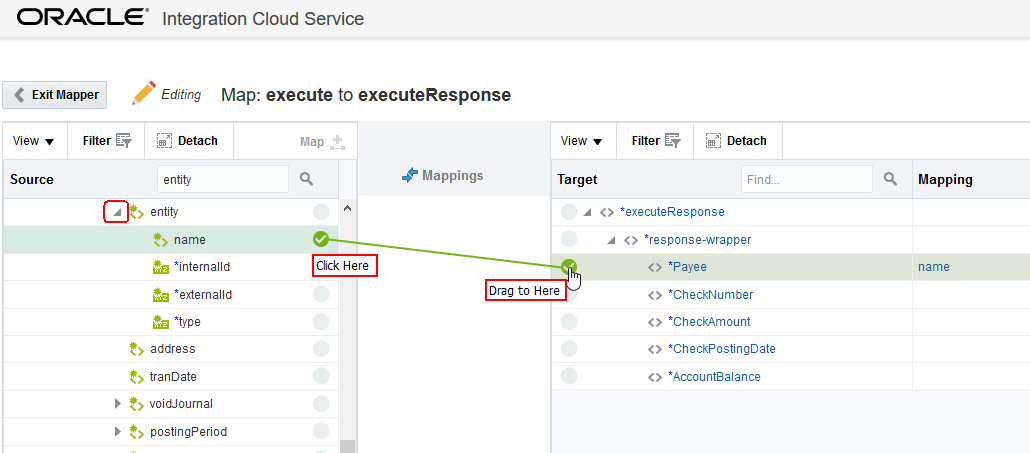 ORACLE® Integration Cloud Service
Exit Mapper Editing Map: execute to executeResponse
View Filter Detach Map
View Filter Detach
Mappings
Source entity
Target Find... Mapping
entity
*executeResponse
name
*response-wrapper
Click Here
*internalId
*Payee name
Drag to Here
*externalId
*CheckNumber
*type
*CheckAmount
address
*CheckPostingDate
tranDate
*AccountBalance
voidJournal
postingPeriod